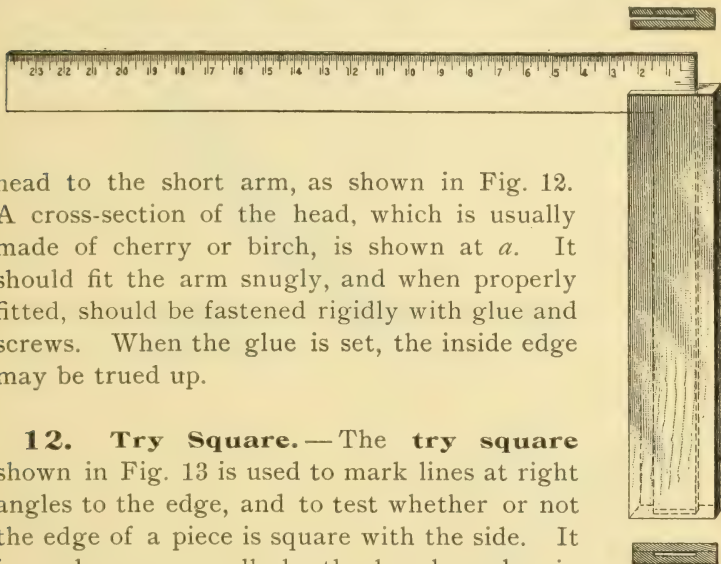 23 22 21 20 19 18 17 16 15 14 13 12 11 10 9 8 7 6 5 4 3 2 1
head to the short arm, as shown in Fig. 12.
A cross-section of the head, which is usually
made of cherry or birch, is shown at a. It
should fit the arm snugly, and when properly
fitted, should be fastened rigidly with glue and
screws. When the glue is set, the inside edge
may be trued up.
12. Try Square.—The try square
shown in Fig. 13 is used to mark lines at right
angles to the edge, and to test whether or not
the edge of a piece is square with the side. It